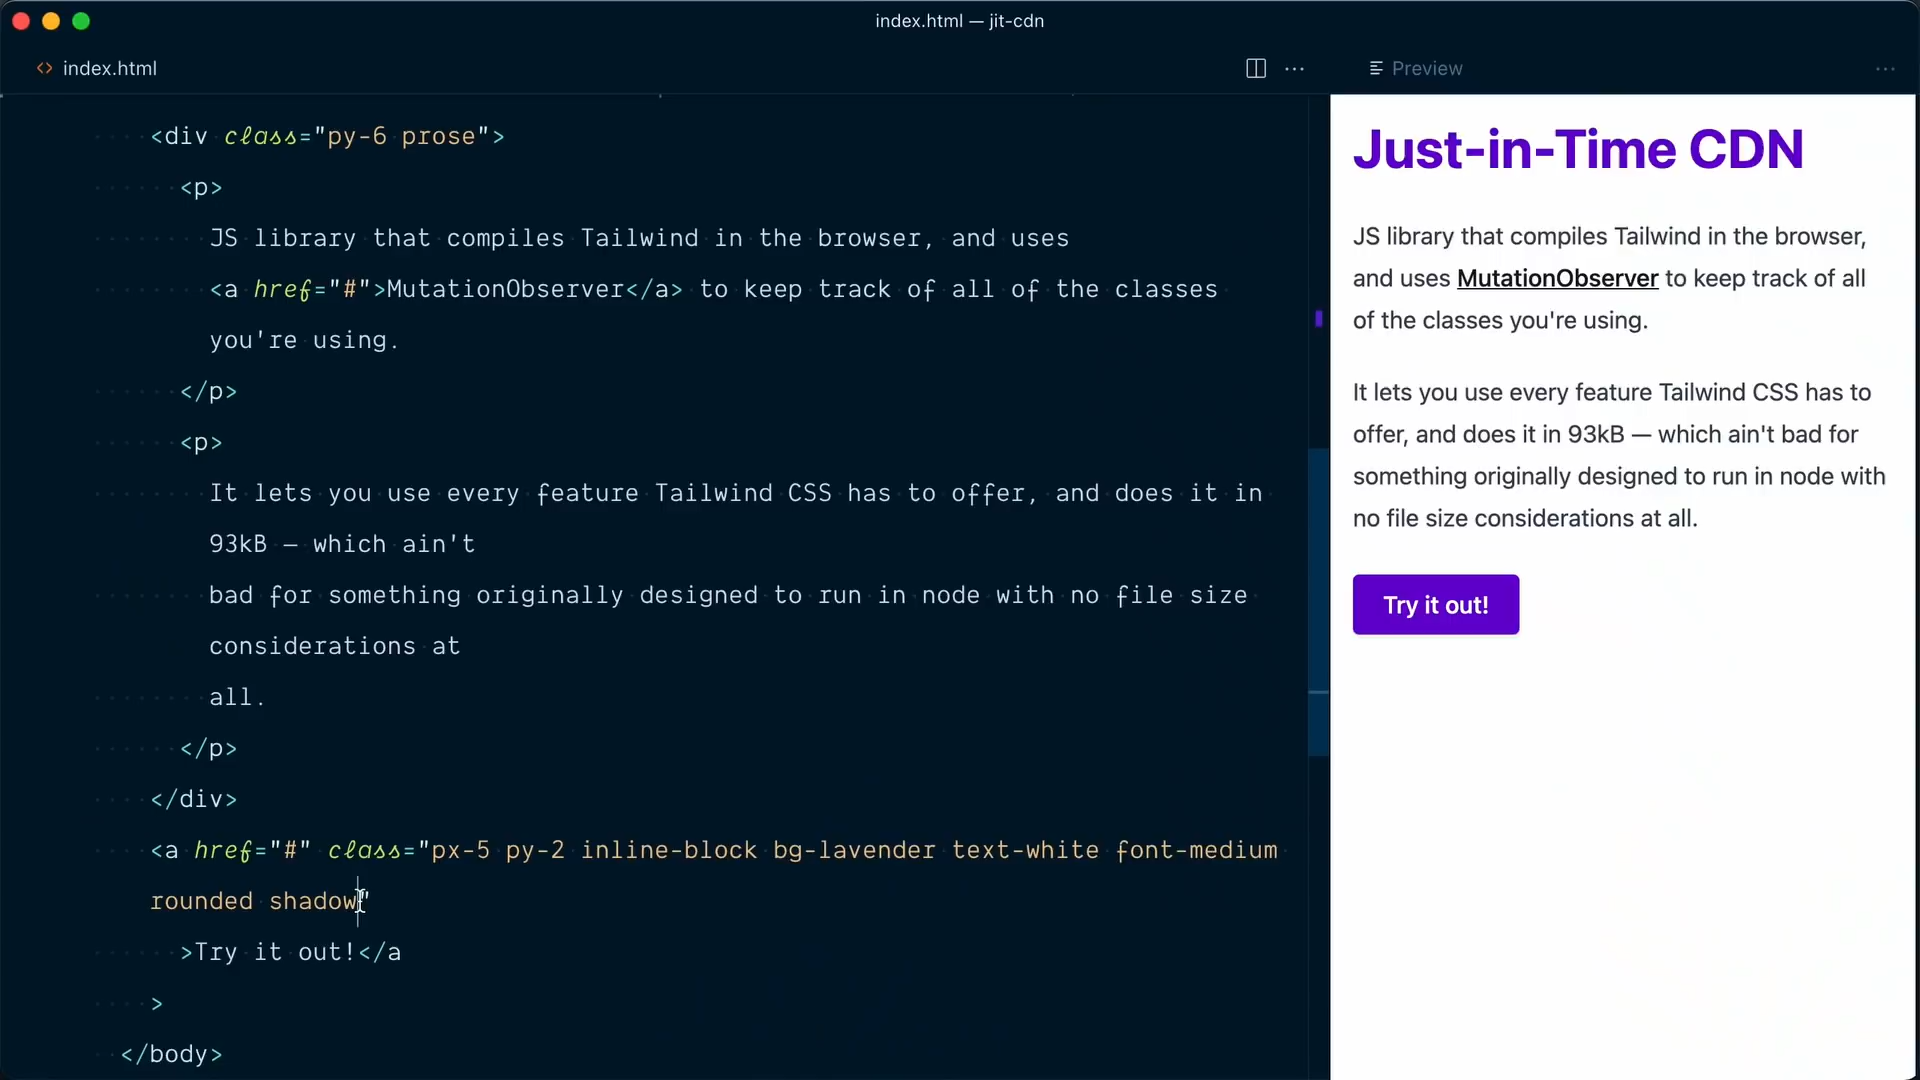 index.html — jit-cdn
<> index.html
Preview
<div class="py-6 prose">
<p>
JS library that compiles Tailwind in the browser, and uses
<a href="#">MutationObserver</a> to keep track of all of the classes
you're using.
</p>
<p>
It lets you use every feature Tailwind CSS has to offer, and does it in
93kB — which ain't
bad for something originally designed to run in node with no file size
considerations at
all.
</p>
</div>
<a href="#" class="px-5 py-2 inline-block bg-lavender text-white font-medium
rounded shadow"
>Try it out!</a
>
</body>
Just-in-Time CDN
JS library that compiles Tailwind in the browser,
and uses MutationObserver to keep track of all
of the classes you're using.
It lets you use every feature Tailwind CSS has to
offer, and does it in 93kB — which ain't bad for
something originally designed to run in node with
no file size considerations at all.
Try it out!